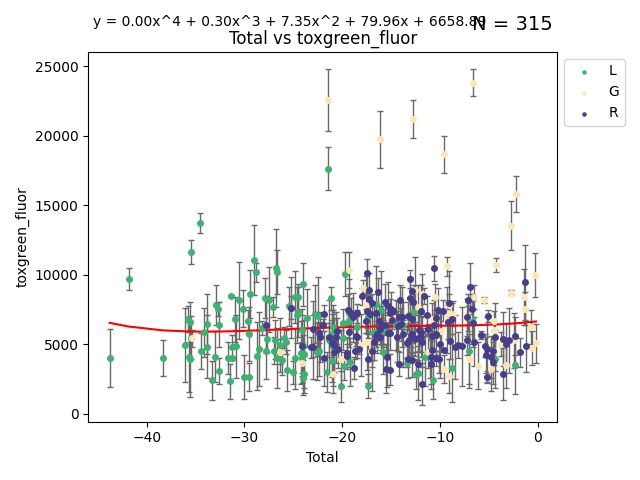 y = 0.00x^4 + 0.30x^3 + 7.35x^2 + 79.96x + 6658.89
N = 315
Total vs toxgreen_fluor
25000
20000
15000
10000
5000
0
toxgreen_fluor
−40
−30
−20
−10
0
Total
L
G
R